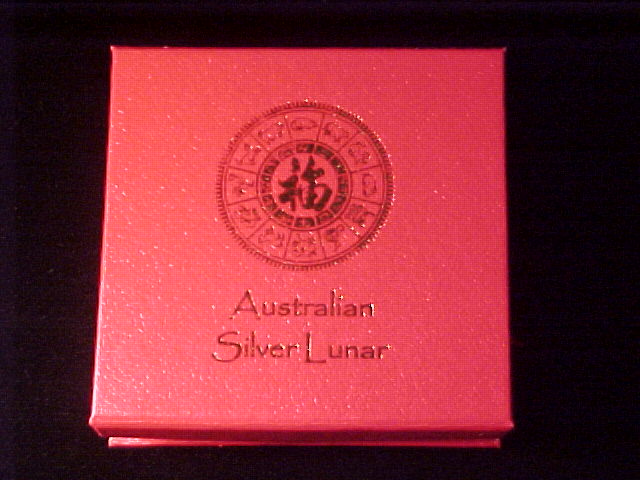 福
Australian
Silver Lunar